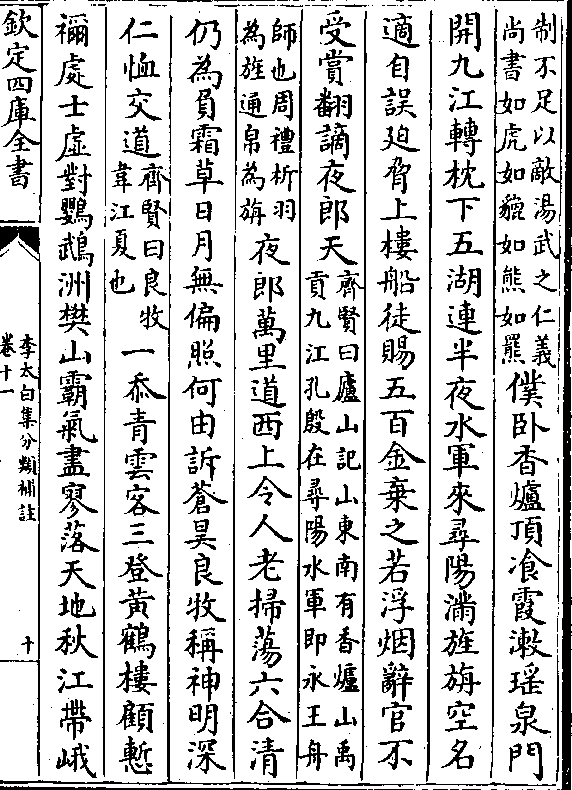 制不足以敵湯武之仁義
尚書如虎如貔如熊如羆
僕卧香爐頂飡霞漱瑶泉門
開九江轉枕下五湖連半夜水軍來尋陽滿旌旃空名
適自誤廹脅上樓船徒賜五百金棄之若浮烟辭官不
受賞翻謫夜郎天
齊賢曰廬山記山東南有香爐山禹
貢九江孔殷在尋陽水軍即永王舟
師也周禮析羽
為旌通帛為旃
夜郎萬里道西上令人老掃蕩六合清
仍為負霜草日月無偏照何由訴蒼昊良牧稱神明深
仁恤交道
齊賢曰良牧
韋江夏也
一忝青雲客三登黃鶴樓顧慙
禰處士虚對鸚鵡洲樊山霸氣盡寥落天地秋江帶峨
欽定四庫全書
李太白集分類補註
卷十一
十